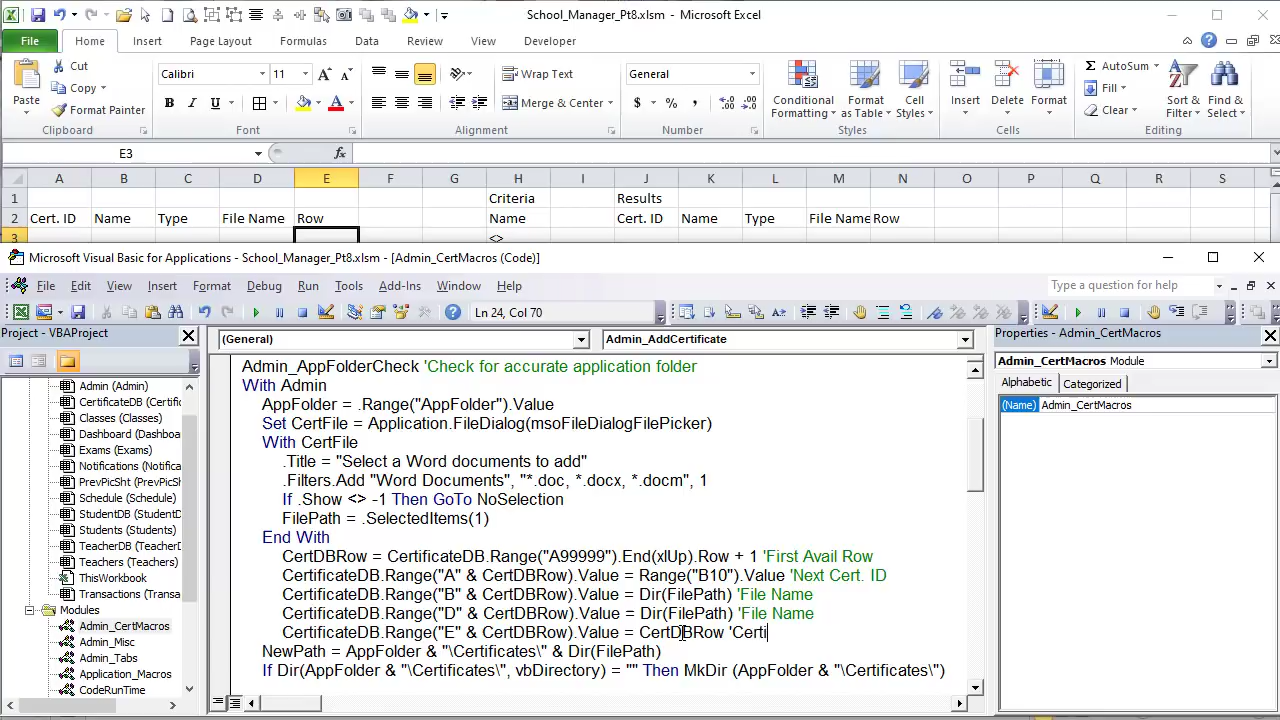 School_Manager_Pt8.xlsm - Microsoft Excel
File Home Insert Page Layout Formulas Data Review View Developer
Paste
Cut
Copy
Format Painter
Clipboard
Calibri 11
B I U
Font
Wrap Text
Merge & Center
Alignment
General
$ % ,
Number
Conditional Formatting
Format as Table
Cell Styles
Styles
Insert
Delete
Format
Cells
AutoSum
Fill
Clear
Sort & Filter
Find & Select
Editing
E3 fx
A B C D E F G H I J K L M N O P Q R S
1 Criteria Results
2 Cert. ID Name Type File Name Row Name Cert. ID Name Type File Name Row
3 <>
Microsoft Visual Basic for Applications - School_Manager_Pt8.xlsm - [Admin_CertMacros (Code)]
File Edit View Insert Format Debug Run Tools Add-Ins Window Help Type a question for help
Ln 24, Col 70
Project - VBAProject
Admin (Admin)
CertificateDB (Certific
Classes (Classes)
Dashboard (Dashboa
Exams (Exams)
Notifications (Notifica
PrevPicSht (PrevPicS
Schedule (Schedule)
StudentDB (StudentD
Students (Students)
TeacherDB (TeacherD
Teachers (Teachers)
ThisWorkbook
Transactions (Transa
Modules
Admin_CertMacros
Admin_Misc
Admin_Tabs
Application_Macros
CodeRunTime
(General) Admin_AddCertificate
Admin_AppFolderCheck 'Check for accurate application folder
With Admin
AppFolder = .Range("AppFolder").Value
Set CertFile = Application.FileDialog(msoFileDialogFilePicker)
With CertFile
.Title = "Select a Word documents to add"
.Filters.Add "Word Documents", "*.doc, *.docx, *.docm", 1
If .Show <> -1 Then GoTo NoSelection
FilePath = .SelectedItems(1)
End With
CertDBRow = CertificateDB.Range("A99999").End(xlUp).Row + 1 'First Avail Row
CertificateDB.Range("A" & CertDBRow).Value = Range("B10").Value 'Next Cert. ID
CertificateDB.Range("B" & CertDBRow).Value = Dir(FilePath) 'File Name
CertificateDB.Range("D" & CertDBRow).Value = Dir(FilePath) 'File Name
CertificateDB.Range("E" & CertDBRow).Value = CertDBRow 'Certi
NewPath = AppFolder & "\Certificates\" & Dir(FilePath)
If Dir(AppFolder & "\Certificates\", vbDirectory) = "" Then MkDir (AppFolder & "\Certificates\")
Properties - Admin_CertMacros
Admin_CertMacros Module
Alphabetic Categorized
(Name) Admin_CertMacros